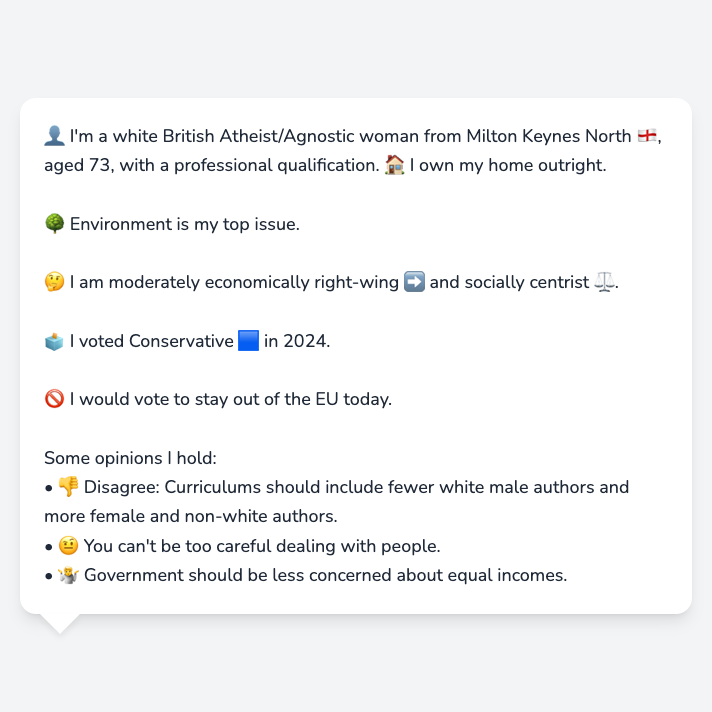 👤 I'm a white British Atheist/Agnostic woman from Milton Keynes North 🏴󠁧󠁢󠁥󠁮󠁧󠁿,
aged 73, with a professional qualification. 🏠 I own my home outright.
🌳 Environment is my top issue.
🤔 I am moderately economically right-wing ➡️ and socially centrist ⚖️.
🗳️ I voted Conservative 🟦 in 2024.
🚫 I would vote to stay out of the EU today.
Some opinions I hold:
• 👎 Disagree: Curriculums should include fewer white male authors and
more female and non-white authors.
• 🤨 You can't be too careful dealing with people.
• 🤷 Government should be less concerned about equal incomes.